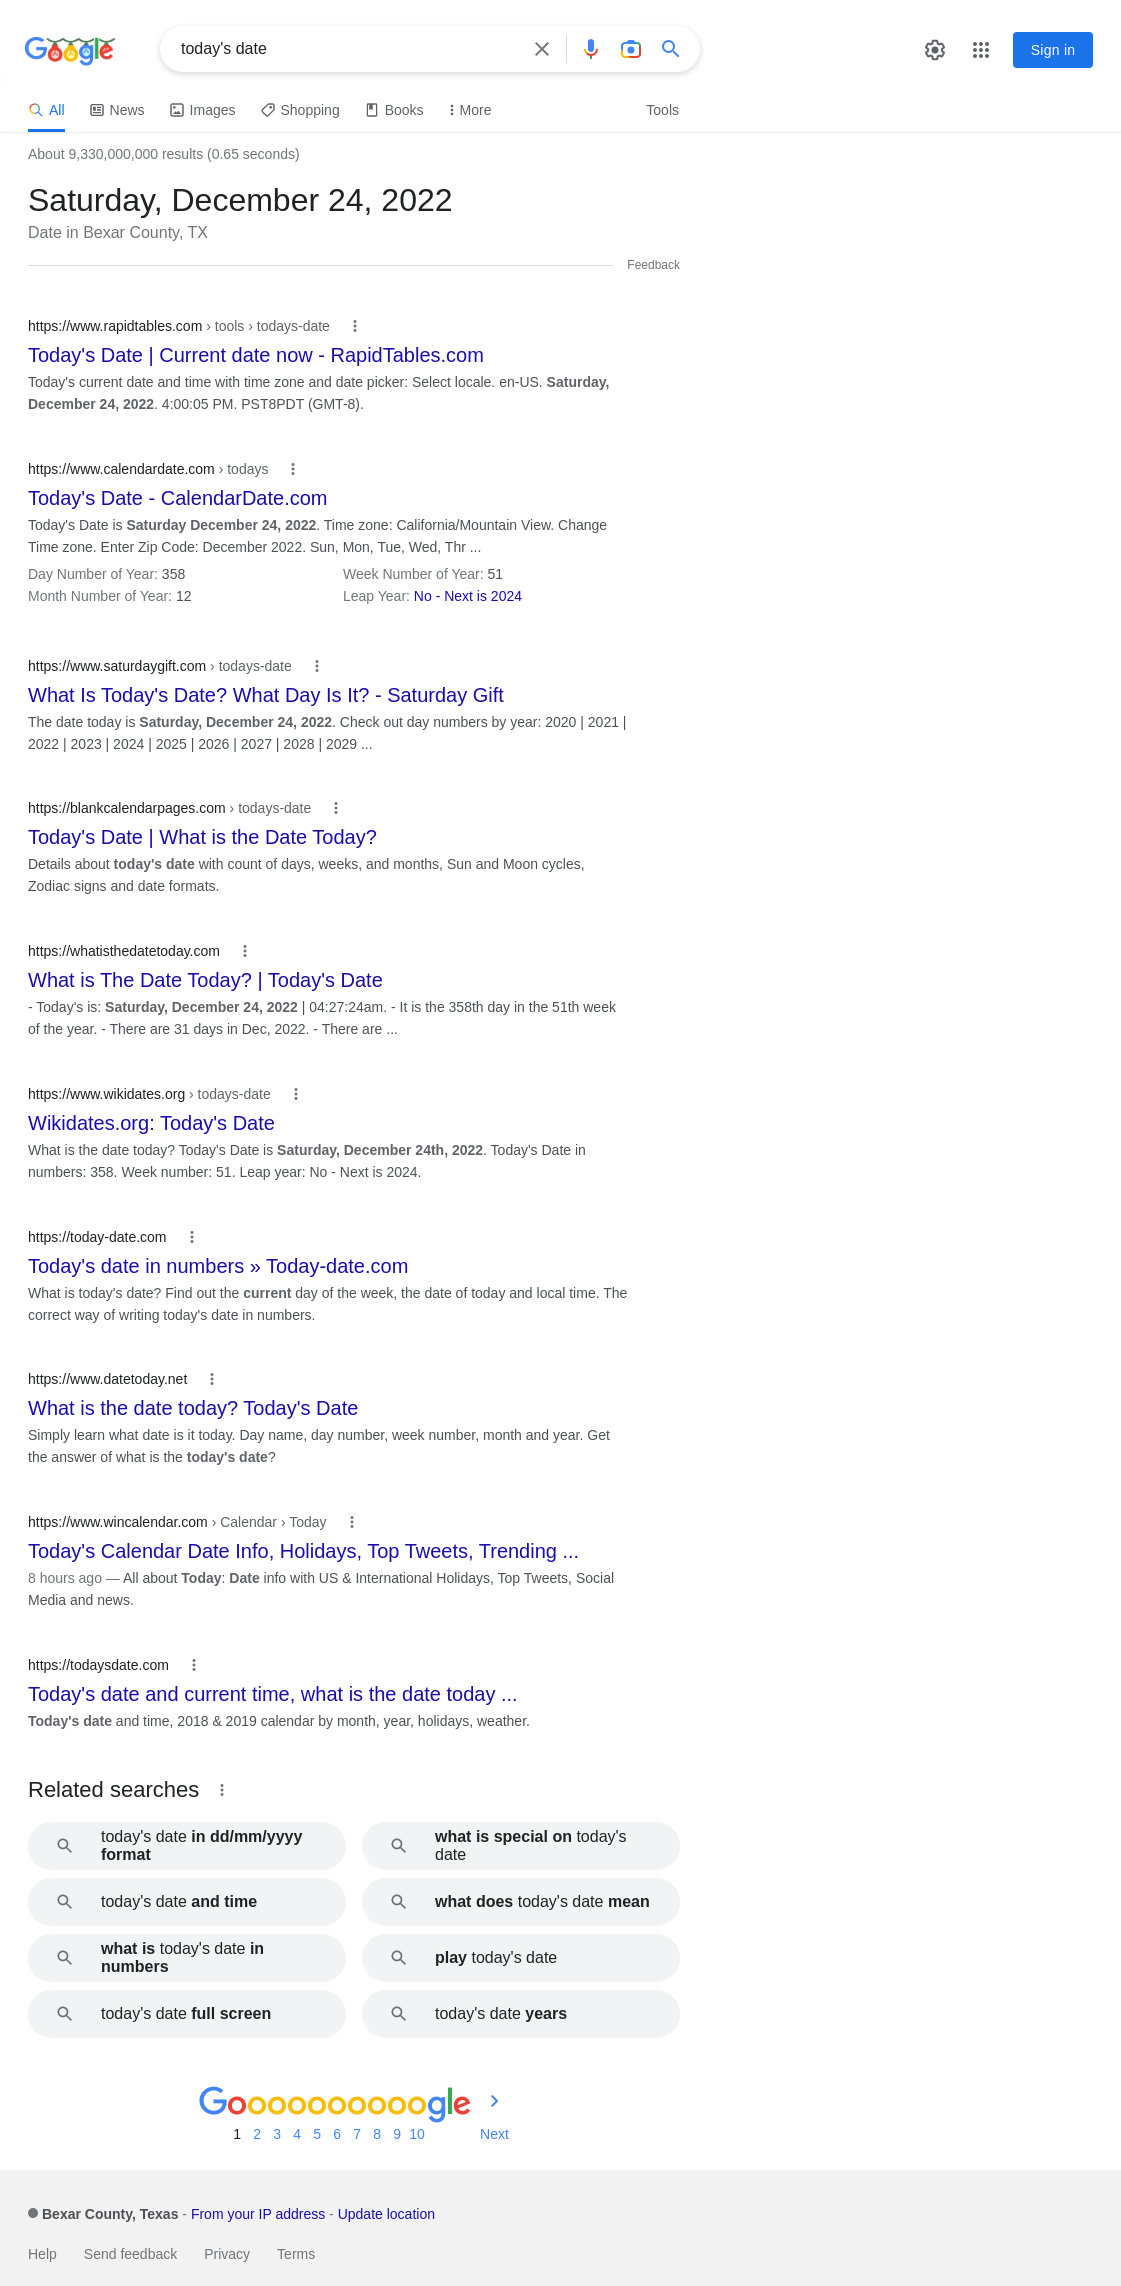 Google
today's date
Sign in
All
News
Images
Shopping
Books
More
Tools
About 9,330,000,000 results (0.65 seconds)
Saturday, December 24, 2022
Date in Bexar County, TX
Feedback
https://www.rapidtables.com › tools › todays-date
Today's Date | Current date now - RapidTables.com
Today's current date and time with time zone and date picker: Select locale. en-US. Saturday,
December 24, 2022. 4:00:05 PM. PST8PDT (GMT-8).
https://www.calendardate.com › todays
Today's Date - CalendarDate.com
Today's Date is Saturday December 24, 2022. Time zone: California/Mountain View. Change
Time zone. Enter Zip Code: December 2022. Sun, Mon, Tue, Wed, Thr ...
Day Number of Year: 358
Week Number of Year: 51
Month Number of Year: 12
Leap Year: No - Next is 2024
https://www.saturdaygift.com › todays-date
What Is Today's Date? What Day Is It? - Saturday Gift
The date today is Saturday, December 24, 2022. Check out day numbers by year: 2020 | 2021 |
2022 | 2023 | 2024 | 2025 | 2026 | 2027 | 2028 | 2029 ...
https://blankcalendarpages.com › todays-date
Today's Date | What is the Date Today?
Details about today's date with count of days, weeks, and months, Sun and Moon cycles,
Zodiac signs and date formats.
https://whatisthedatetoday.com
What is The Date Today? | Today's Date
- Today's is: Saturday, December 24, 2022 | 04:27:24am. - It is the 358th day in the 51th week
of the year. - There are 31 days in Dec, 2022. - There are ...
https://www.wikidates.org › todays-date
Wikidates.org: Today's Date
What is the date today? Today's Date is Saturday, December 24th, 2022. Today's Date in
numbers: 358. Week number: 51. Leap year: No - Next is 2024.
https://today-date.com
Today's date in numbers » Today-date.com
What is today's date? Find out the current day of the week, the date of today and local time. The
correct way of writing today's date in numbers.
https://www.datetoday.net
What is the date today? Today's Date
Simply learn what date is it today. Day name, day number, week number, month and year. Get
the answer of what is the today's date?
https://www.wincalendar.com › Calendar › Today
Today's Calendar Date Info, Holidays, Top Tweets, Trending ...
8 hours ago — All about Today: Date info with US & International Holidays, Top Tweets, Social
Media and news.
https://todaysdate.com
Today's date and current time, what is the date today ...
Today's date and time, 2018 & 2019 calendar by month, year, holidays, weather.
Related searches
today's date in dd/mm/yyyy
format
what is special on today's
date
today's date and time
what does today's date mean
what is today's date in
numbers
play today's date
today's date full screen
today's date years
Goooooooooogle
1 2 3 4 5 6 7 8 9 10 Next
Bexar County, Texas - From your IP address - Update location
Help
Send feedback
Privacy
Terms